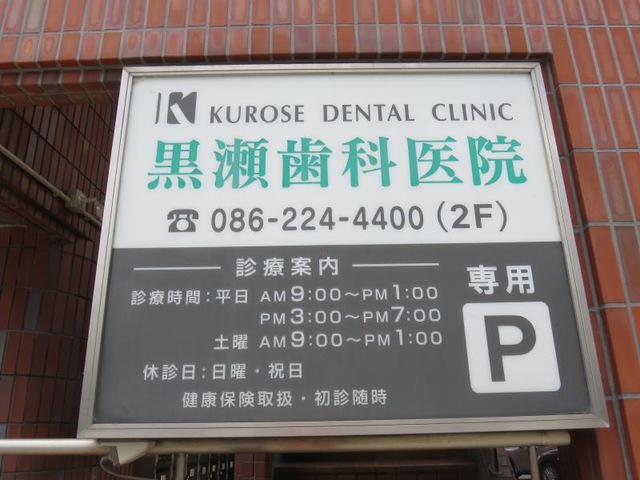 K KUROSE DENTAL CLINIC
黒瀬歯科医院
☎ 086-224-4400(2F)
診療案内
診療時間:平日 AM9:00〜PM1:00
PM3:00〜PM7:00
土曜 AM9:00〜PM1:00
休診日:日曜・祝日
健康保険取扱・初診随時
専用
P